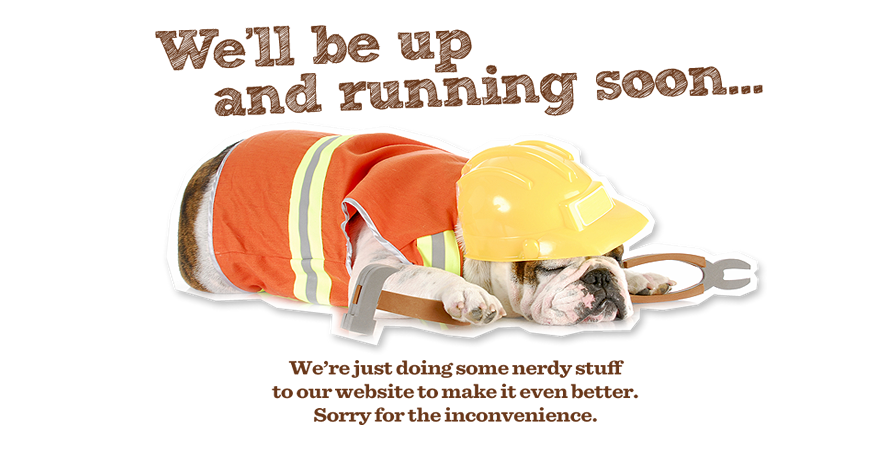 We'll be up
and running soon...
We're just doing some nerdy stuff
to our website to make it even better.
Sorry for the inconvenience.